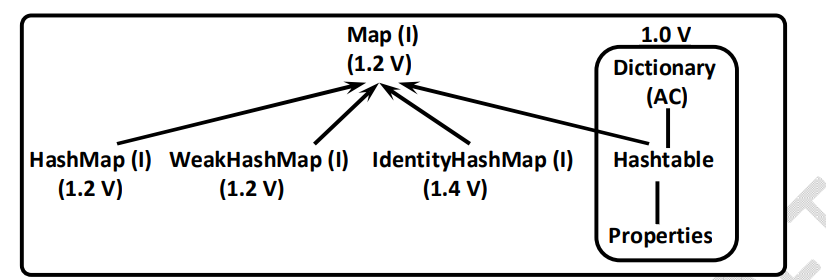 Map (I) 1.0 V
(1.2 V) Dictionary
(AC)
HashMap (I) WeakHashMap (I) IdentityHashMap (I) Hashtable
(1.2 V) (1.2 V) (1.4 V)
Properties